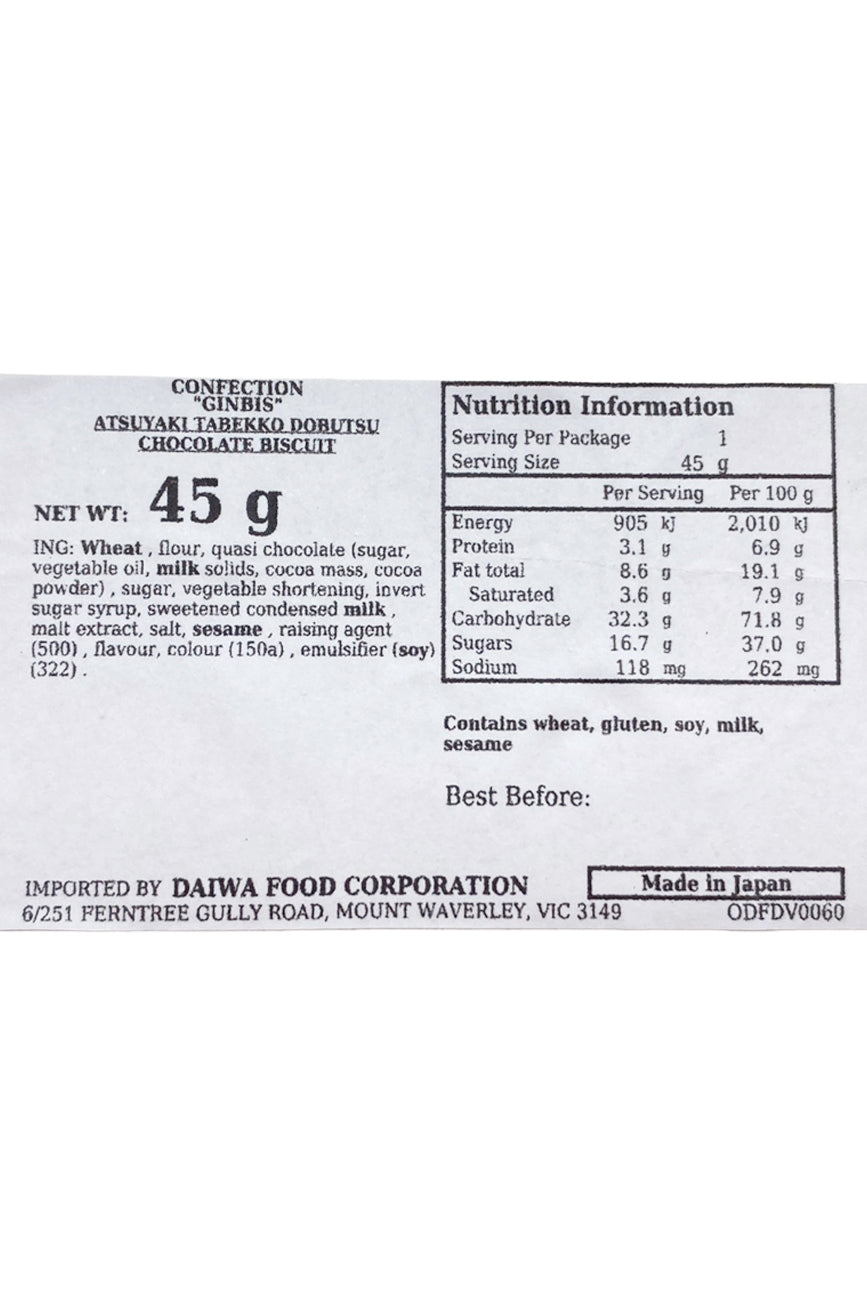 CONFECTION
"GINBIS"
ATSUYAKI TABEKKO DOBUTSU
CHOCOLATE BISCUIT
NET WT: 45 g
ING: Wheat , flour, quasi chocolate (sugar,
vegetable oil, milk solids, cocoa mass, cocoa
powder) , sugar, vegetable shortening, invert
sugar syrup, sweetened condensed milk ,
malt extract, salt, sesame , raising agent
(500) , flavour, colour (150a) , emulsifier (soy)
(322) .
Nutrition Information
Serving Per Package 1
Serving Size 45 g
Per Serving Per 100 g
Energy 905 kJ 2,010 kJ
Protein 3.1 g 6.9 g
Fat total 8.6 g 19.1 g
Saturated 3.6 g 7.9 g
Carbohydrate 32.3 g 71.8 g
Sugars 16.7 g 37.0 g
Sodium 118 mg 262 mg
Contains wheat, gluten, soy, milk,
sesame
Best Before:
IMPORTED BY DAIWA FOOD CORPORATION
6/251 FERNTREE GULLY ROAD, MOUNT WAVERLEY, VIC 3149
Made in Japan
ODFDV0060